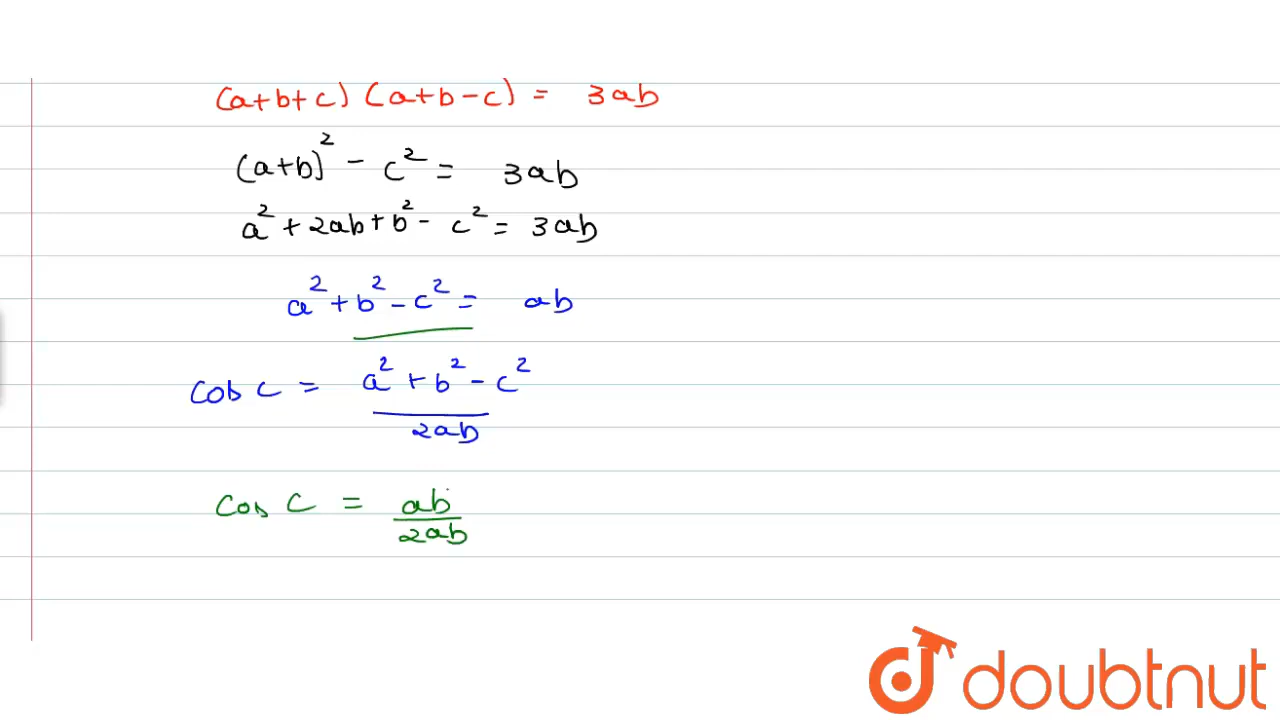 (a+b+c) (a+b-c) = 3ab
(a+b)² - c² = 3ab
a² + 2ab + b² - c² = 3ab
a² + b² - c² = ab
cos C = a² + b² - c²
2ab
cos C = ab
2ab
doubtnut